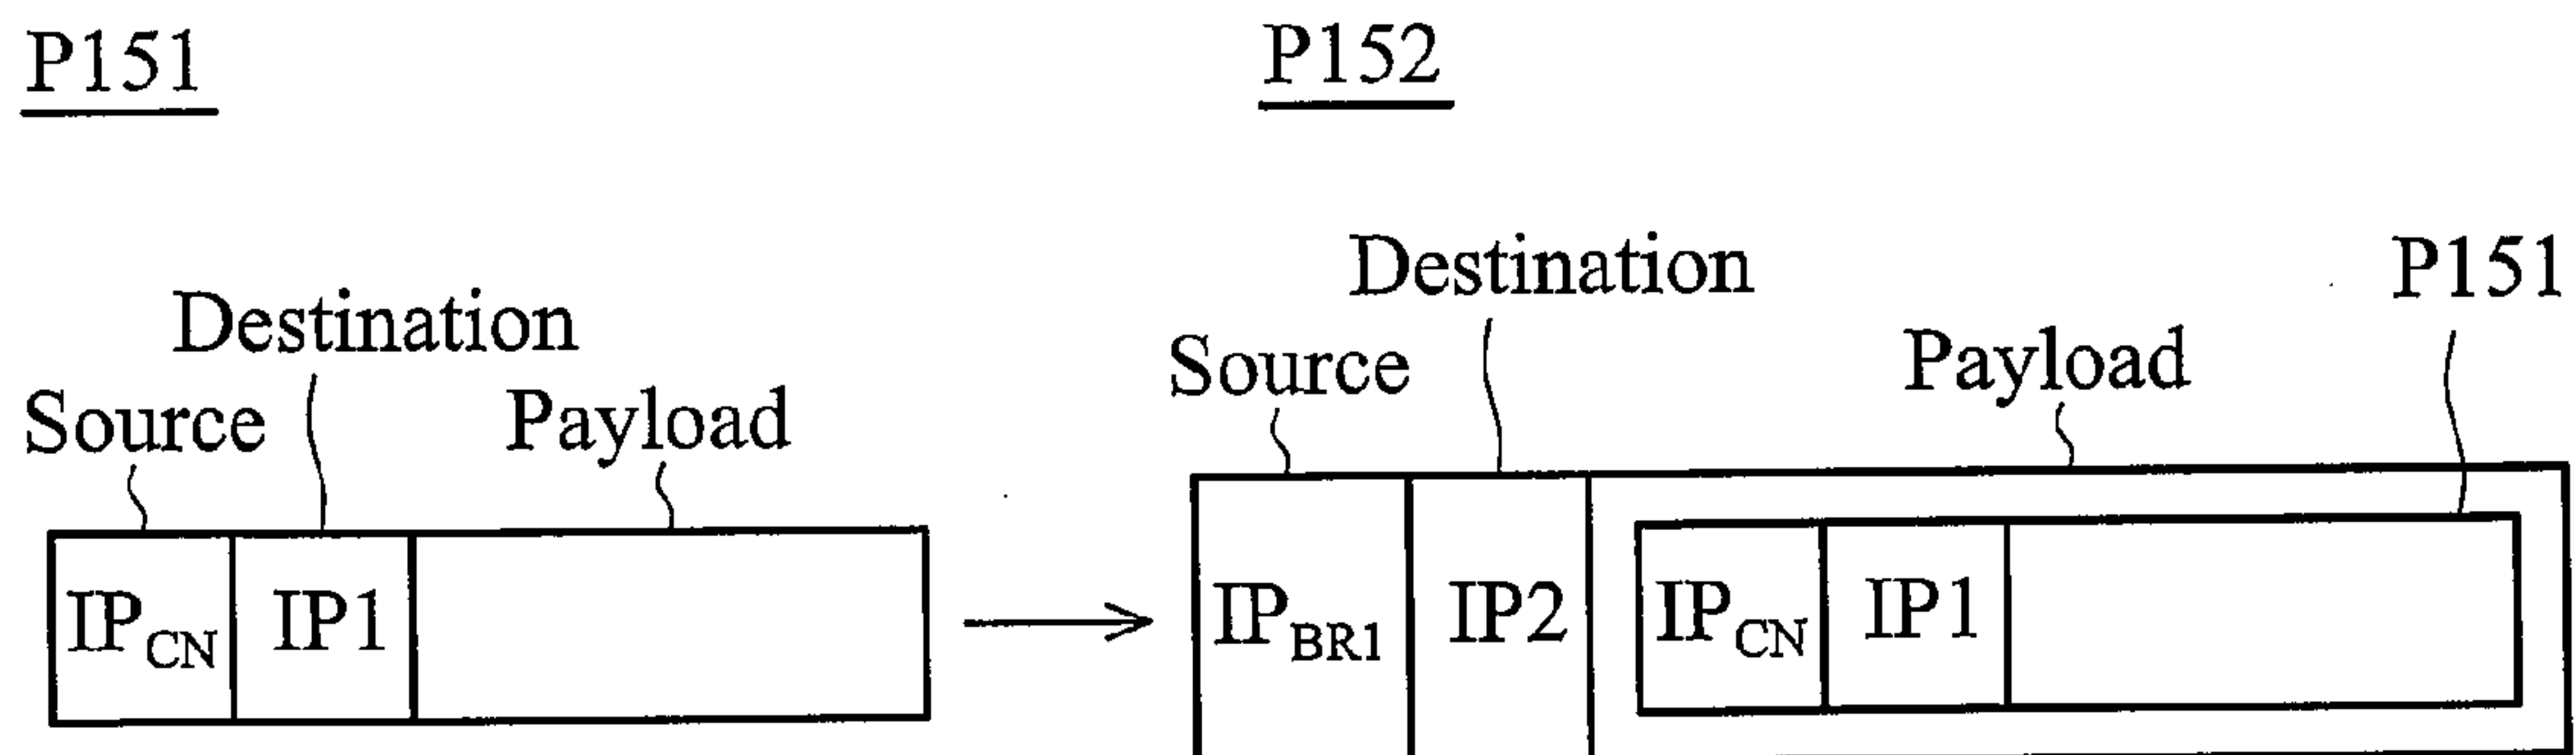 P151
Destination
Source
Payload
IP_CN IP1
P152
P151
Destination
Payload
Source
IP_BR1 IP2 IP_CN IP1